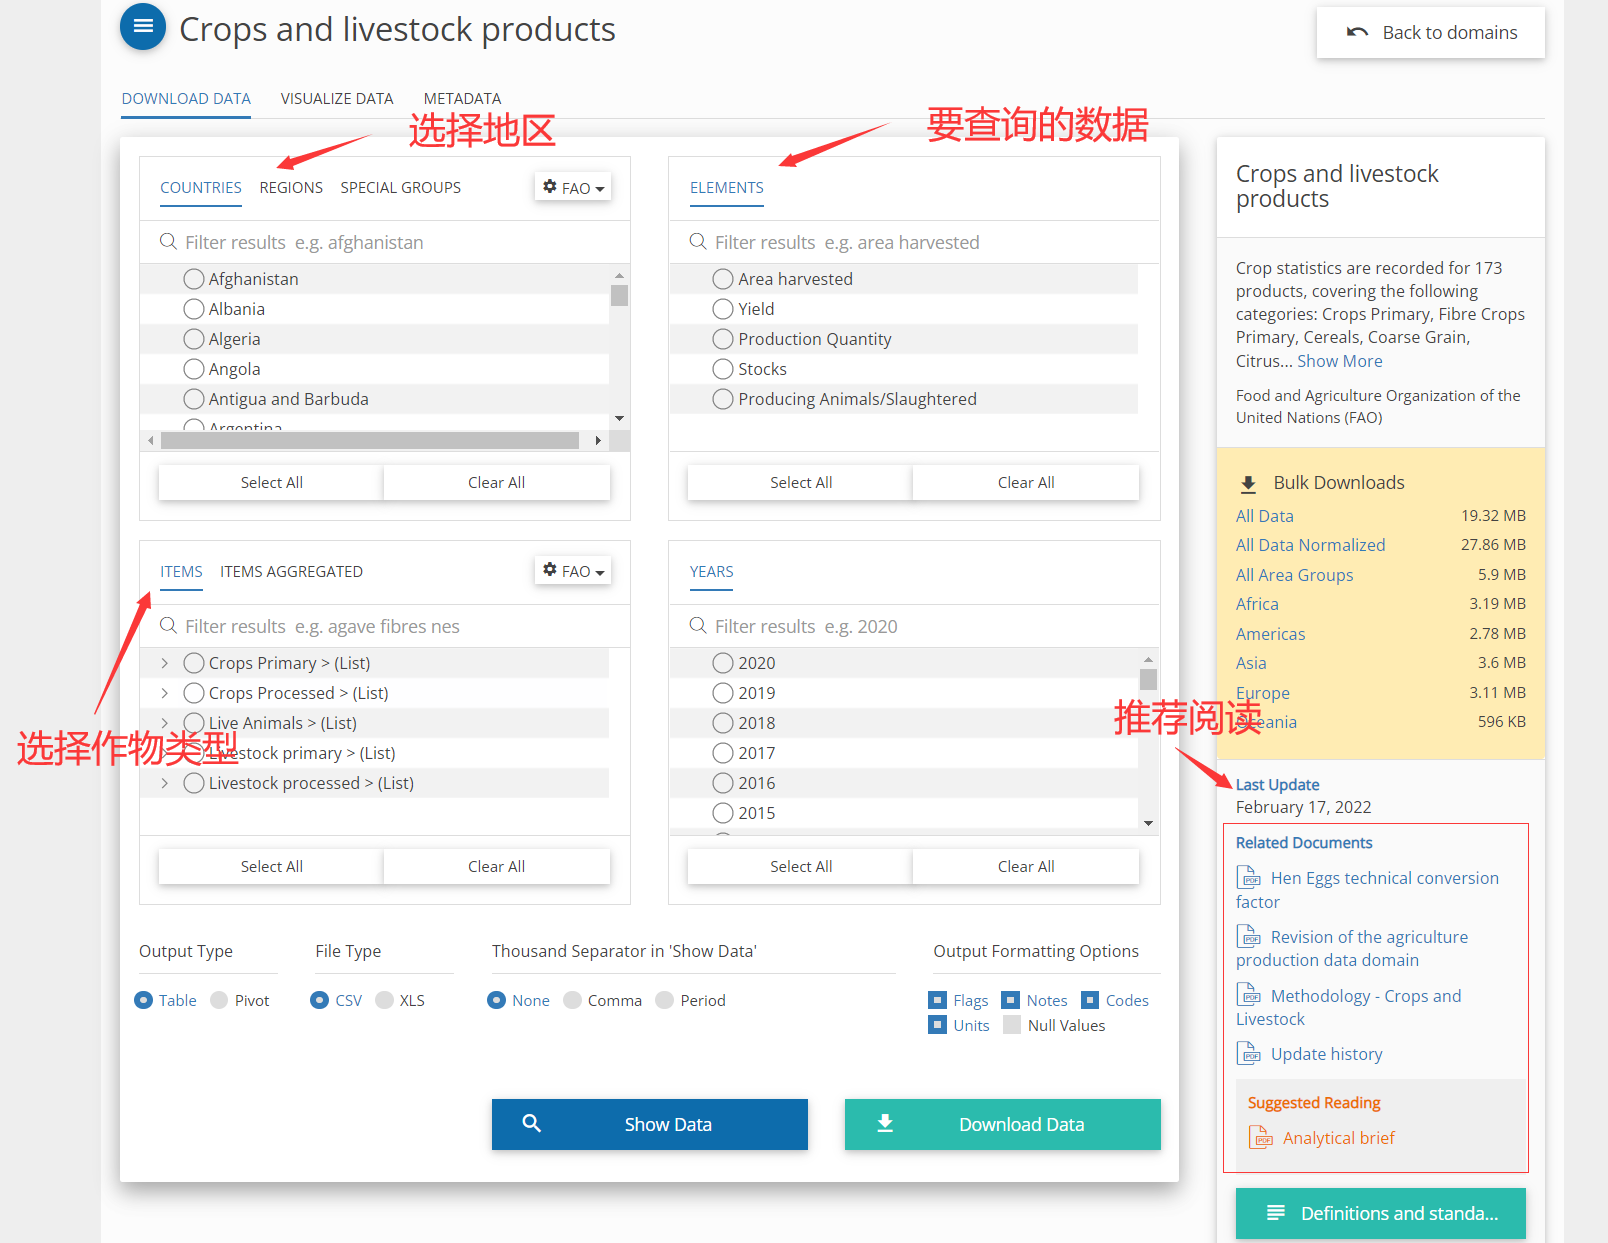 Crops and livestock products
Back to domains
DOWNLOAD DATA
VISUALIZE DATA
METADATA
选择地区
要查询的数据
COUNTRIES
REGIONS
SPECIAL GROUPS
FAO
Filter results e.g. afghanistan
Afghanistan
Albania
Algeria
Angola
Antigua and Barbuda
Argentina
Select All
Clear All
ELEMENTS
Filter results e.g. area harvested
Area harvested
Yield
Production Quantity
Stocks
Producing Animals/Slaughtered
Select All
Clear All
ITEMS
ITEMS AGGREGATED
FAO
Filter results e.g. agave fibres nes
Crops Primary > (List)
Crops Processed > (List)
Live Animals > (List)
选择作物类型
Livestock primary > (List)
Livestock processed > (List)
Select All
Clear All
YEARS
Filter results e.g. 2020
2020
2019
2018
2017
2016
2015
Select All
Clear All
Output Type
Table
Pivot
File Type
CSV
XLS
Thousand Separator in 'Show Data'
None
Comma
Period
Output Formatting Options
Flags
Notes
Codes
Units
Null Values
Show Data
Download Data
Crops and livestock
products
Crop statistics are recorded for 173
products, covering the following
categories: Crops Primary, Fibre Crops
Primary, Cereals, Coarse Grain,
Citrus... Show More
Food and Agriculture Organization of the
United Nations (FAO)
Bulk Downloads
All Data 19.32 MB
All Data Normalized 27.86 MB
All Area Groups 5.9 MB
Africa 3.19 MB
Americas 2.78 MB
Asia 3.6 MB
Europe 3.11 MB
Oceania 596 KB
推荐阅读
Last Update
February 17, 2022
Related Documents
PDF Hen Eggs technical conversion
factor
PDF Revision of the agriculture
production data domain
PDF Methodology - Crops and
Livestock
PDF Update history
Suggested Reading
PDF Analytical brief
Definitions and standa...